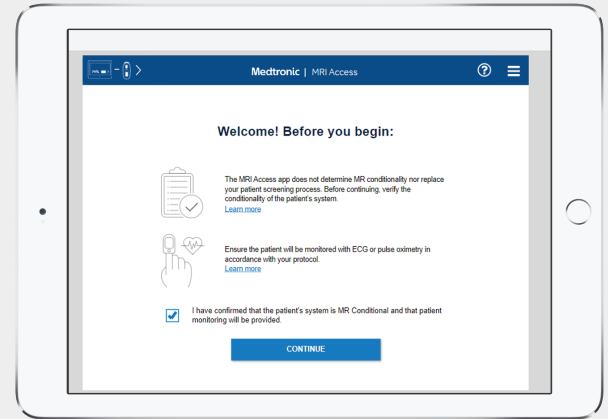 Medtronic | MRI Access
Welcome! Before you begin:
The MRI Access app does not determine MR conditionality nor replace
your patient screening process. Before continuing, verify the
conditionality of the patient's system.
Learn more
Ensure the patient will be monitored with ECG or pulse oximetry in
accordance with your protocol.
Learn more
I have confirmed that the patient's system is MR Conditional and that patient
monitoring will be provided.
CONTINUE